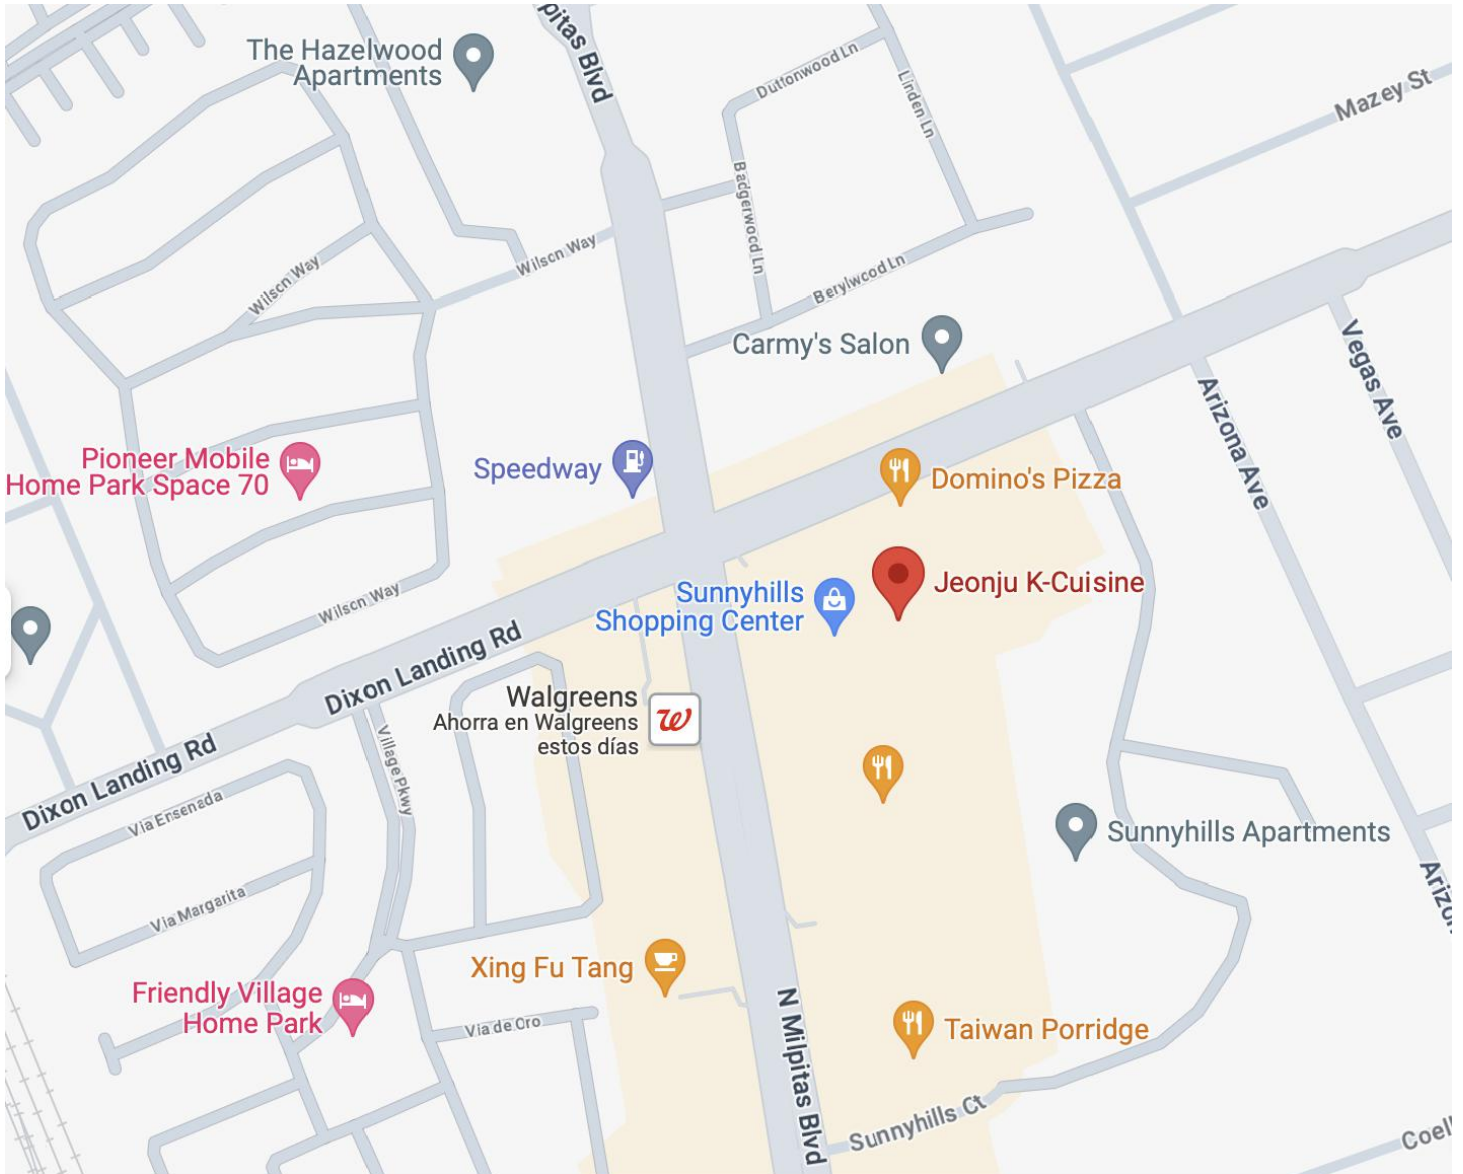 The Hazelwood
Apartments
pitas Blvd
Duttonwood Ln
Linden Ln
Mazey St
Badgerwood Ln
Wilson Way
Wilson Way
Berylwood Ln
Carmy's Salon
Vegas Ave
Arizona Ave
Pioneer Mobile
Home Park Space 70
Speedway
Domino's Pizza
Jeonju K-Cuisine
Sunnyhills
Shopping Center
Wilson Way
Dixon Landing Rd
Walgreens
Ahorra en Walgreens
estos días
Village Pkwy
Dixon Landing Rd
Via Ensenada
Sunnyhills Apartments
Via Margarita
Arizon
Xing Fu Tang
Friendly Village
Home Park
Via de Oro
N Milpitas Blvd
Taiwan Porridge
Sunnyhills Ct
Coell